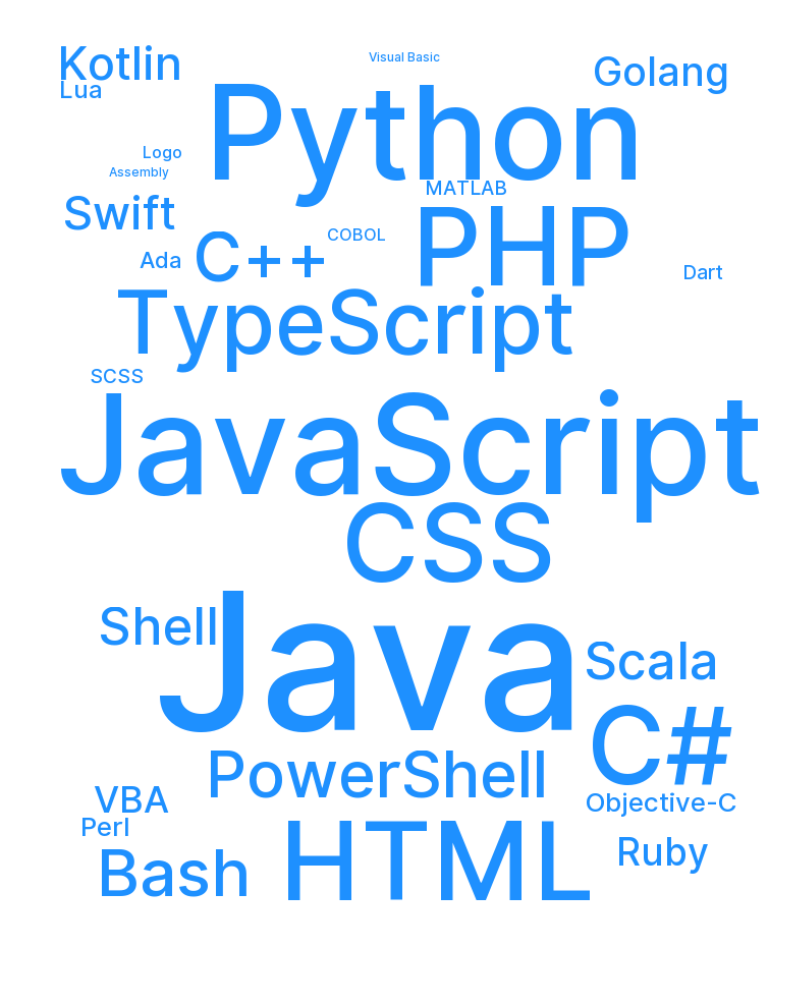 Visual Basic
Kotlin
Golang
Lua
Python
Logo
Assembly
MATLAB
Swift
PHP
COBOL
C++
Ada
Dart
TypeScript
SCSS
JavaScript
CSS
Shell
Java
Scala
C#
PowerShell
VBA
Objective-C
Perl
HTML
Ruby
Bash